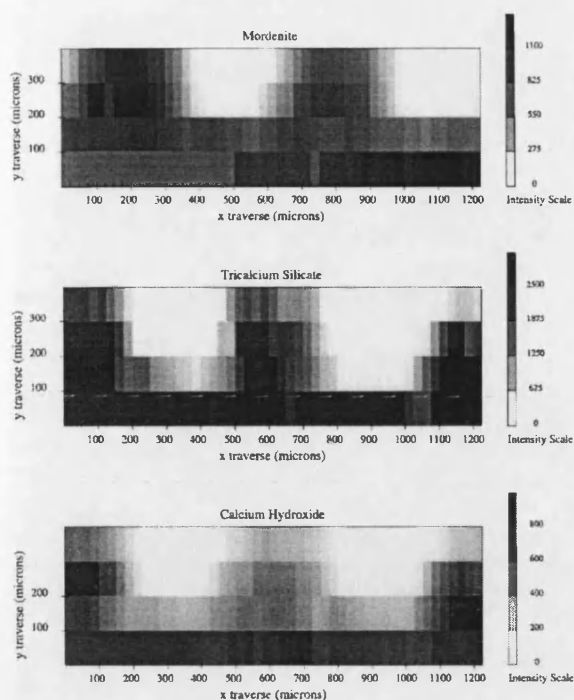 Mordenite
y traverse (microns)
300
200
100
100 200 300 400 500 600 700 800 900 1000 1100 1200
x traverse (microns)
1100
825
550
275
0
Intensity Scale
Tricalcium Silicate
y traverse (microns)
300
200
100
100 200 300 400 500 600 700 800 900 1000 1100 1200
x traverse (microns)
2500
1875
1250
675
0
Intensity Scale
Calcium Hydroxide
y traverse (microns)
200
100
100 200 300 400 500 600 700 800 900 1000 1100 1200
x traverse (microns)
800
600
400
200
0
Intensity Scale